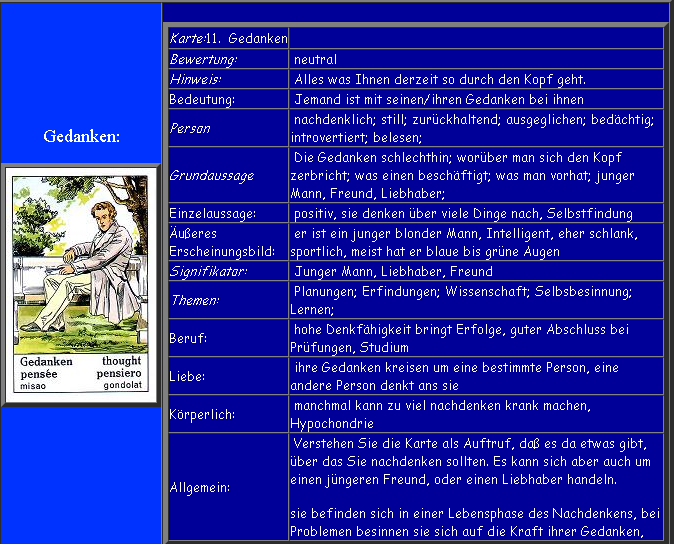 Gedanken:
Gedanken thought
pensée pensiero
misao gondolat
Karte:11. Gedanken
Bewertung: neutral
Hinweis: Alles was Ihnen derzeit so durch den Kopf geht.
Bedeutung: Jemand ist mit seinen/ihren Gedanken bei ihnen
Person nachdenklich; still; zurückhaltend; ausgeglichen; bedächtig;
introvertiert; belesen;
Grundaussage Die Gedanken schlechthin; worüber man sich den Kopf
zerbricht; was einen beschäftigt; was man vorhat; junger
Mann, Freund, Liebhaber;
Einzelaussage: positiv, sie denken über viele Dinge nach, Selbstfindung
Äußeres
Erscheinungsbild:
er ist ein junger blonder Mann, Intelligent, eher schlank,
sportlich, meist hat er blaue bis grüne Augen
Signifikator: Junger Mann, Liebhaber, Freund
Themen: Planungen; Erfindungen; Wissenschaft; Selbsbesinnung;
Lernen;
Beruf: hohe Denkfähigkeit bringt Erfolge, guter Abschluss bei
Prüfungen, Studium
Liebe: ihre Gedanken kreisen um eine bestimmte Person, eine
andere Person denkt ans sie
Körperlich: manchmal kann zu viel nachdenken krank machen,
Hypochondrie
Allgemein: Verstehen Sie die Karte als Auftruf, daß es da etwas gibt,
über das Sie nachdenken sollten. Es kann sich aber auch um
einen jüngeren Freund, oder einen Liebhaber handeln.
sie befinden sich in einer Lebensphase des Nachdenkens, bei
Problemen besinnen sie sich auf die Kraft ihrer Gedanken,